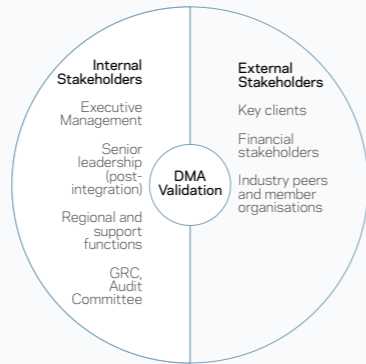 Internal
Stakeholders
Executive
Management
Senior
leadership
(post-
integration)
Regional and
support
functions
GRC,
Audit
Committee
DMA
Validation
External
Stakeholders
Key clients
Financial
stakeholders
Industry peers
and member
organisations